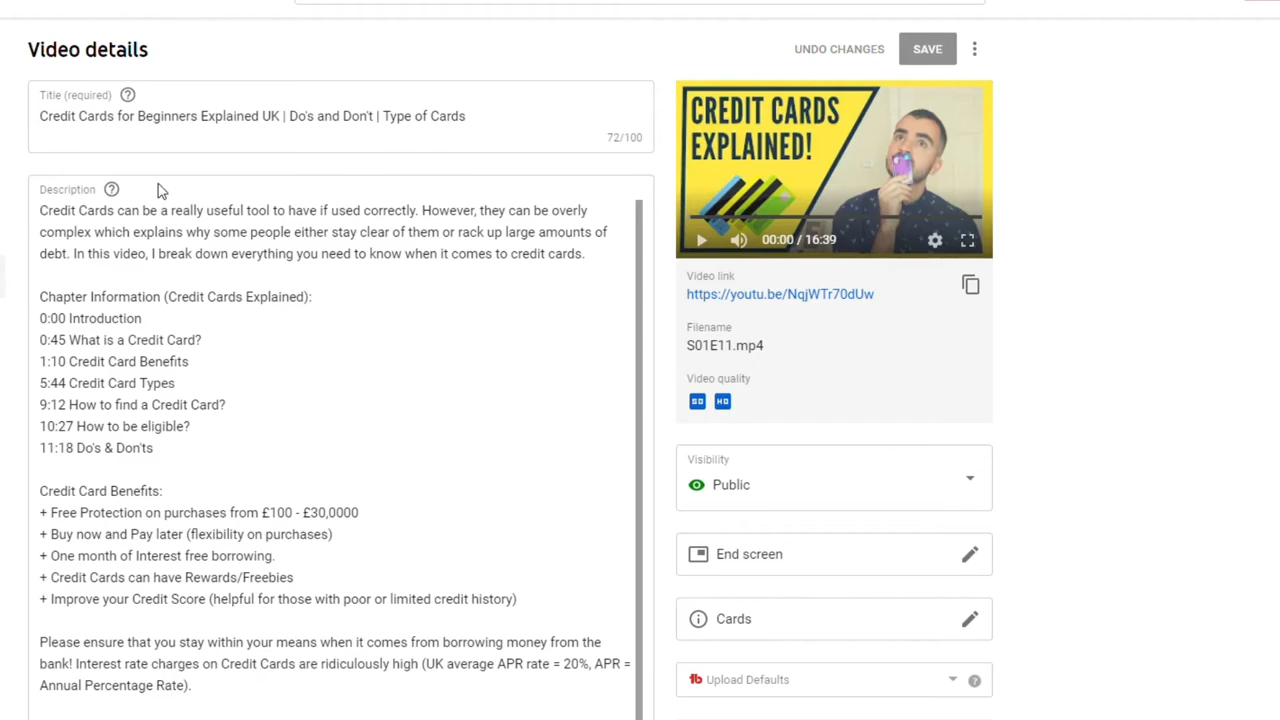 Video details
UNDO CHANGES
SAVE
Title (required)
Credit Cards for Beginners Explained UK | Do's and Don't | Type of Cards
72/100
Description
Credit Cards can be a really useful tool to have if used correctly. However, they can be overly
complex which explains why some people either stay clear of them or rack up large amounts of
debt. In this video, I break down everything you need to know when it comes to credit cards.
Chapter Information (Credit Cards Explained):
0:00 Introduction
0:45 What is a Credit Card?
1:10 Credit Card Benefits
5:44 Credit Card Types
9:12 How to find a Credit Card?
10:27 How to be eligible?
11:18 Do's & Don'ts
Credit Card Benefits:
+ Free Protection on purchases from £100 - £30,0000
+ Buy now and Pay later (flexibility on purchases)
+ One month of Interest free borrowing.
+ Credit Cards can have Rewards/Freebies
+ Improve your Credit Score (helpful for those with poor or limited credit history)
Please ensure that you stay within your means when it comes from borrowing money from the
bank! Interest rate charges on Credit Cards are ridiculously high (UK average APR rate = 20%, APR =
Annual Percentage Rate).
CREDIT CARDS
EXPLAINED!
00:00 / 16:39
Video link
https://youtu.be/NqjWTr70dUw
Filename
S01E11.mp4
Video quality
SD HD
Visibility
Public
End screen
Cards
tb Upload Defaults